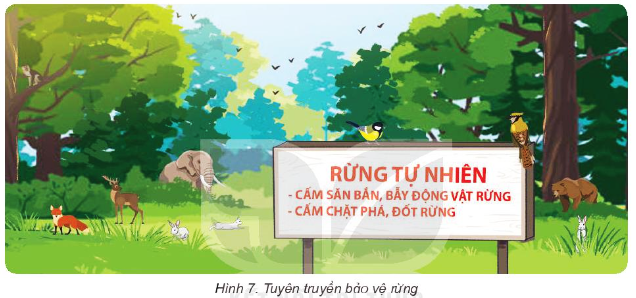 RỪNG TỰ NHIÊN
- CẤM SĂN BẮN, BẪY ĐỘNG VẬT RỪNG
- CẤM CHẶT PHÁ, ĐỐT RỪNG
Hình 7. Tuyên truyền bảo vệ rừng